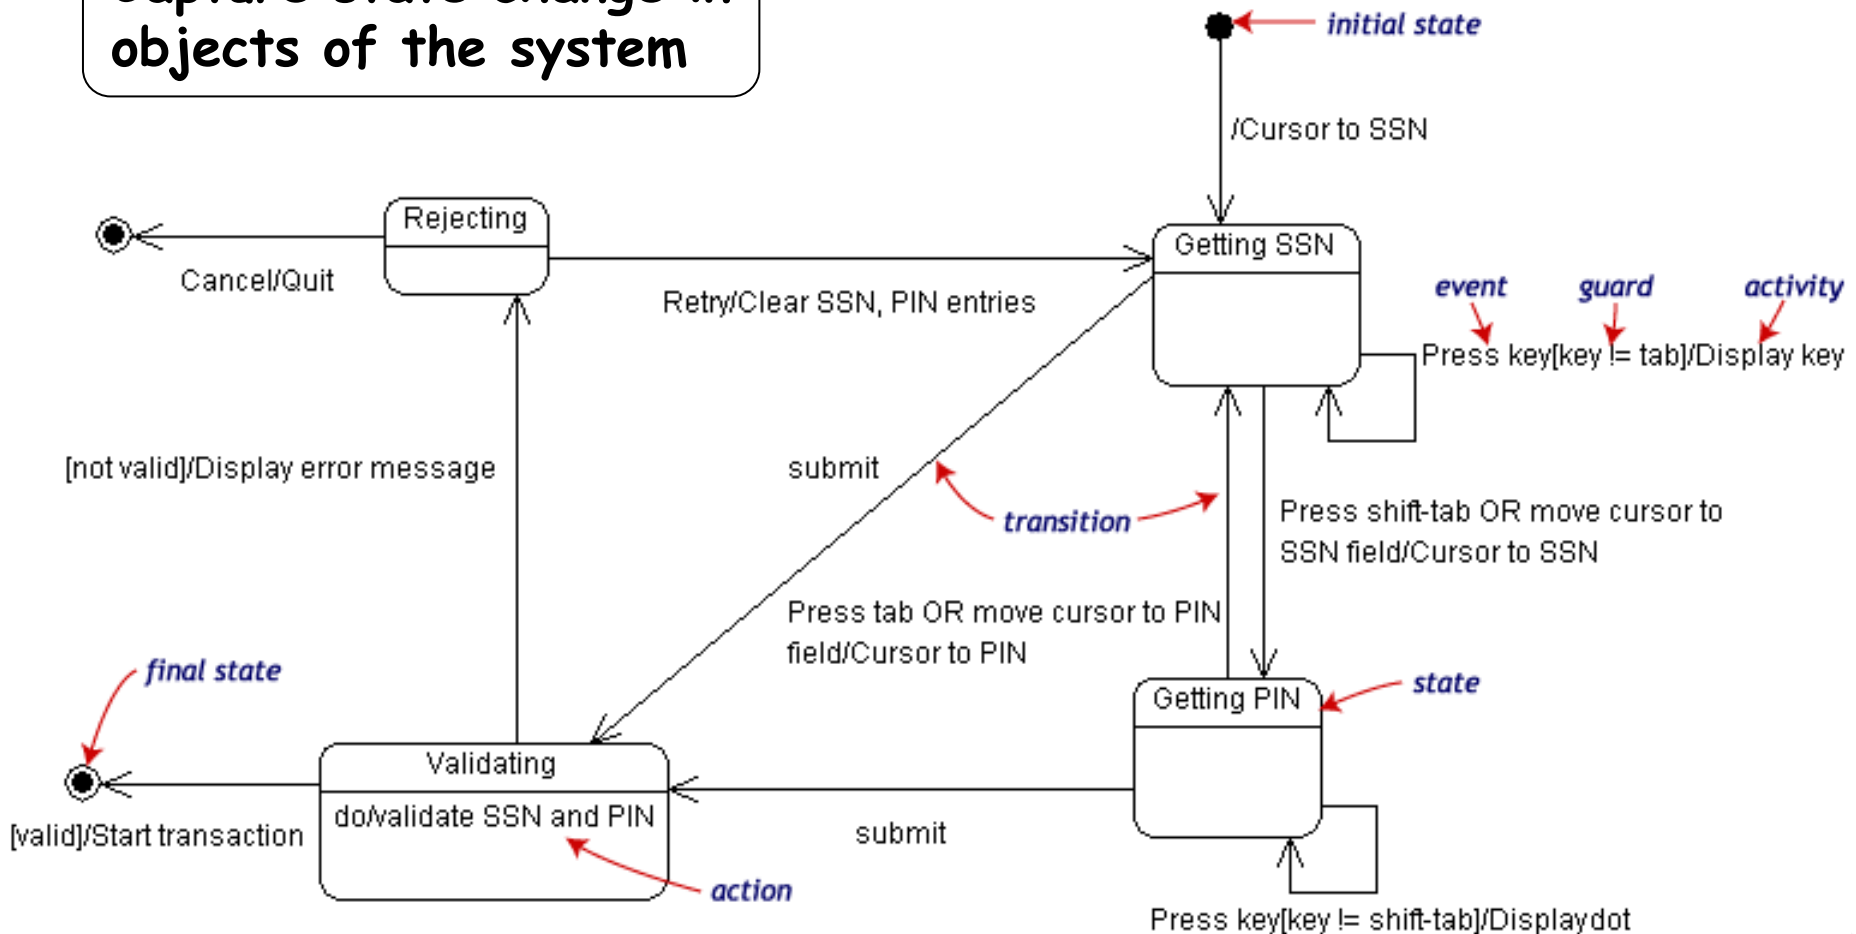 capture state change in
objects of the system
initial state
/Cursor to SSN
Rejecting
Getting SSN
Cancel/Quit
Retry/Clear SSN, PIN entries
event
guard
activity
Press key[key != tab]/Display key
[not valid]/Display error message
submit
transition
Press shift-tab OR move cursor to
SSN field/Cursor to SSN
Press tab OR move cursor to PIN
field/Cursor to PIN
final state
Getting PIN
state
Validating
do/validate SSN and PIN
[valid]/Start transaction
submit
action
Press key[key != shift-tab]/Displaydot